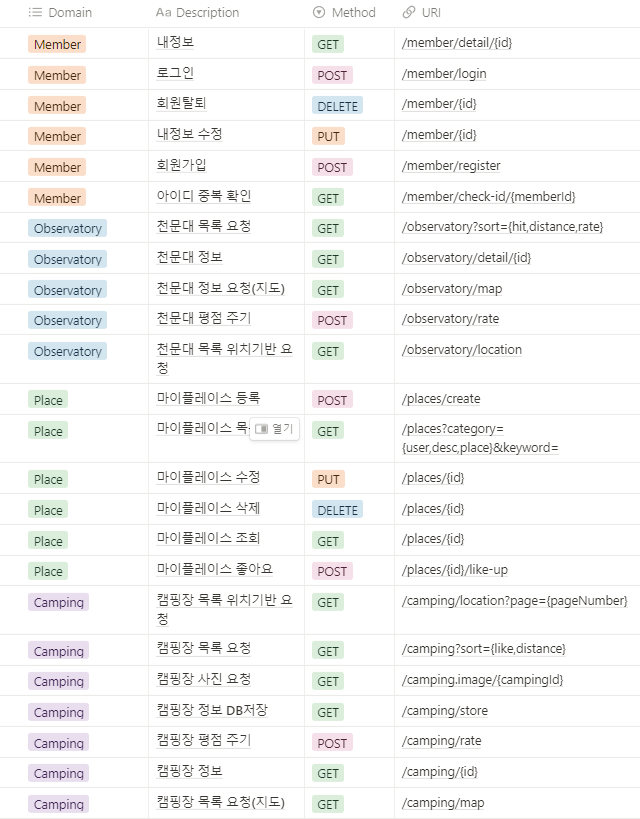 Domain Aa Description Method URI
Member 내정보 GET /member/detail/{id}
Member 로그인 POST /member/login
Member 회원탈퇴 DELETE /member/{id}
Member 내정보 수정 PUT /member/{id}
Member 회원가입 POST /member/register
Member 아이디 중복 확인 GET /member/check-id/{memberId}
Observatory 천문대 목록 요청 GET /observatory?sort={hit,distance,rate}
Observatory 천문대 정보 GET /observatory/detail/{id}
Observatory 천문대 정보 요청(지도) GET /observatory/map
Observatory 천문대 평점 주기 POST /observatory/rate
Observatory 천문대 목록 위치기반 요 GET /observatory/location
청
Place 마이플레이스 등록 POST /places/create
Place 마이플레이스 열기 GET /places?category=
{user,desc,place}&keyword=
Place 마이플레이스 수정 PUT /places/{id}
Place 마이플레이스 삭제 DELETE /places/{id}
Place 마이플레이스 조회 GET /places/{id}
Place 마이플레이스 좋아요 POST /places/{id}/like-up
Camping 캠핑장 목록 위치기반 요 GET /camping/location?page={pageNumber}
청
Camping 캠핑장 목록 요청 GET /camping?sort={like,distance}
Camping 캠핑장 사진 요청 GET /camping.image/{campingId}
Camping 캠핑장 정보 DB저장 GET /camping/store
Camping 캠핑장 평점 주기 POST /camping/rate
Camping 캠핑장 정보 GET /camping/{id}
Camping 캠핑장 목록 요청(지도) GET /camping/map